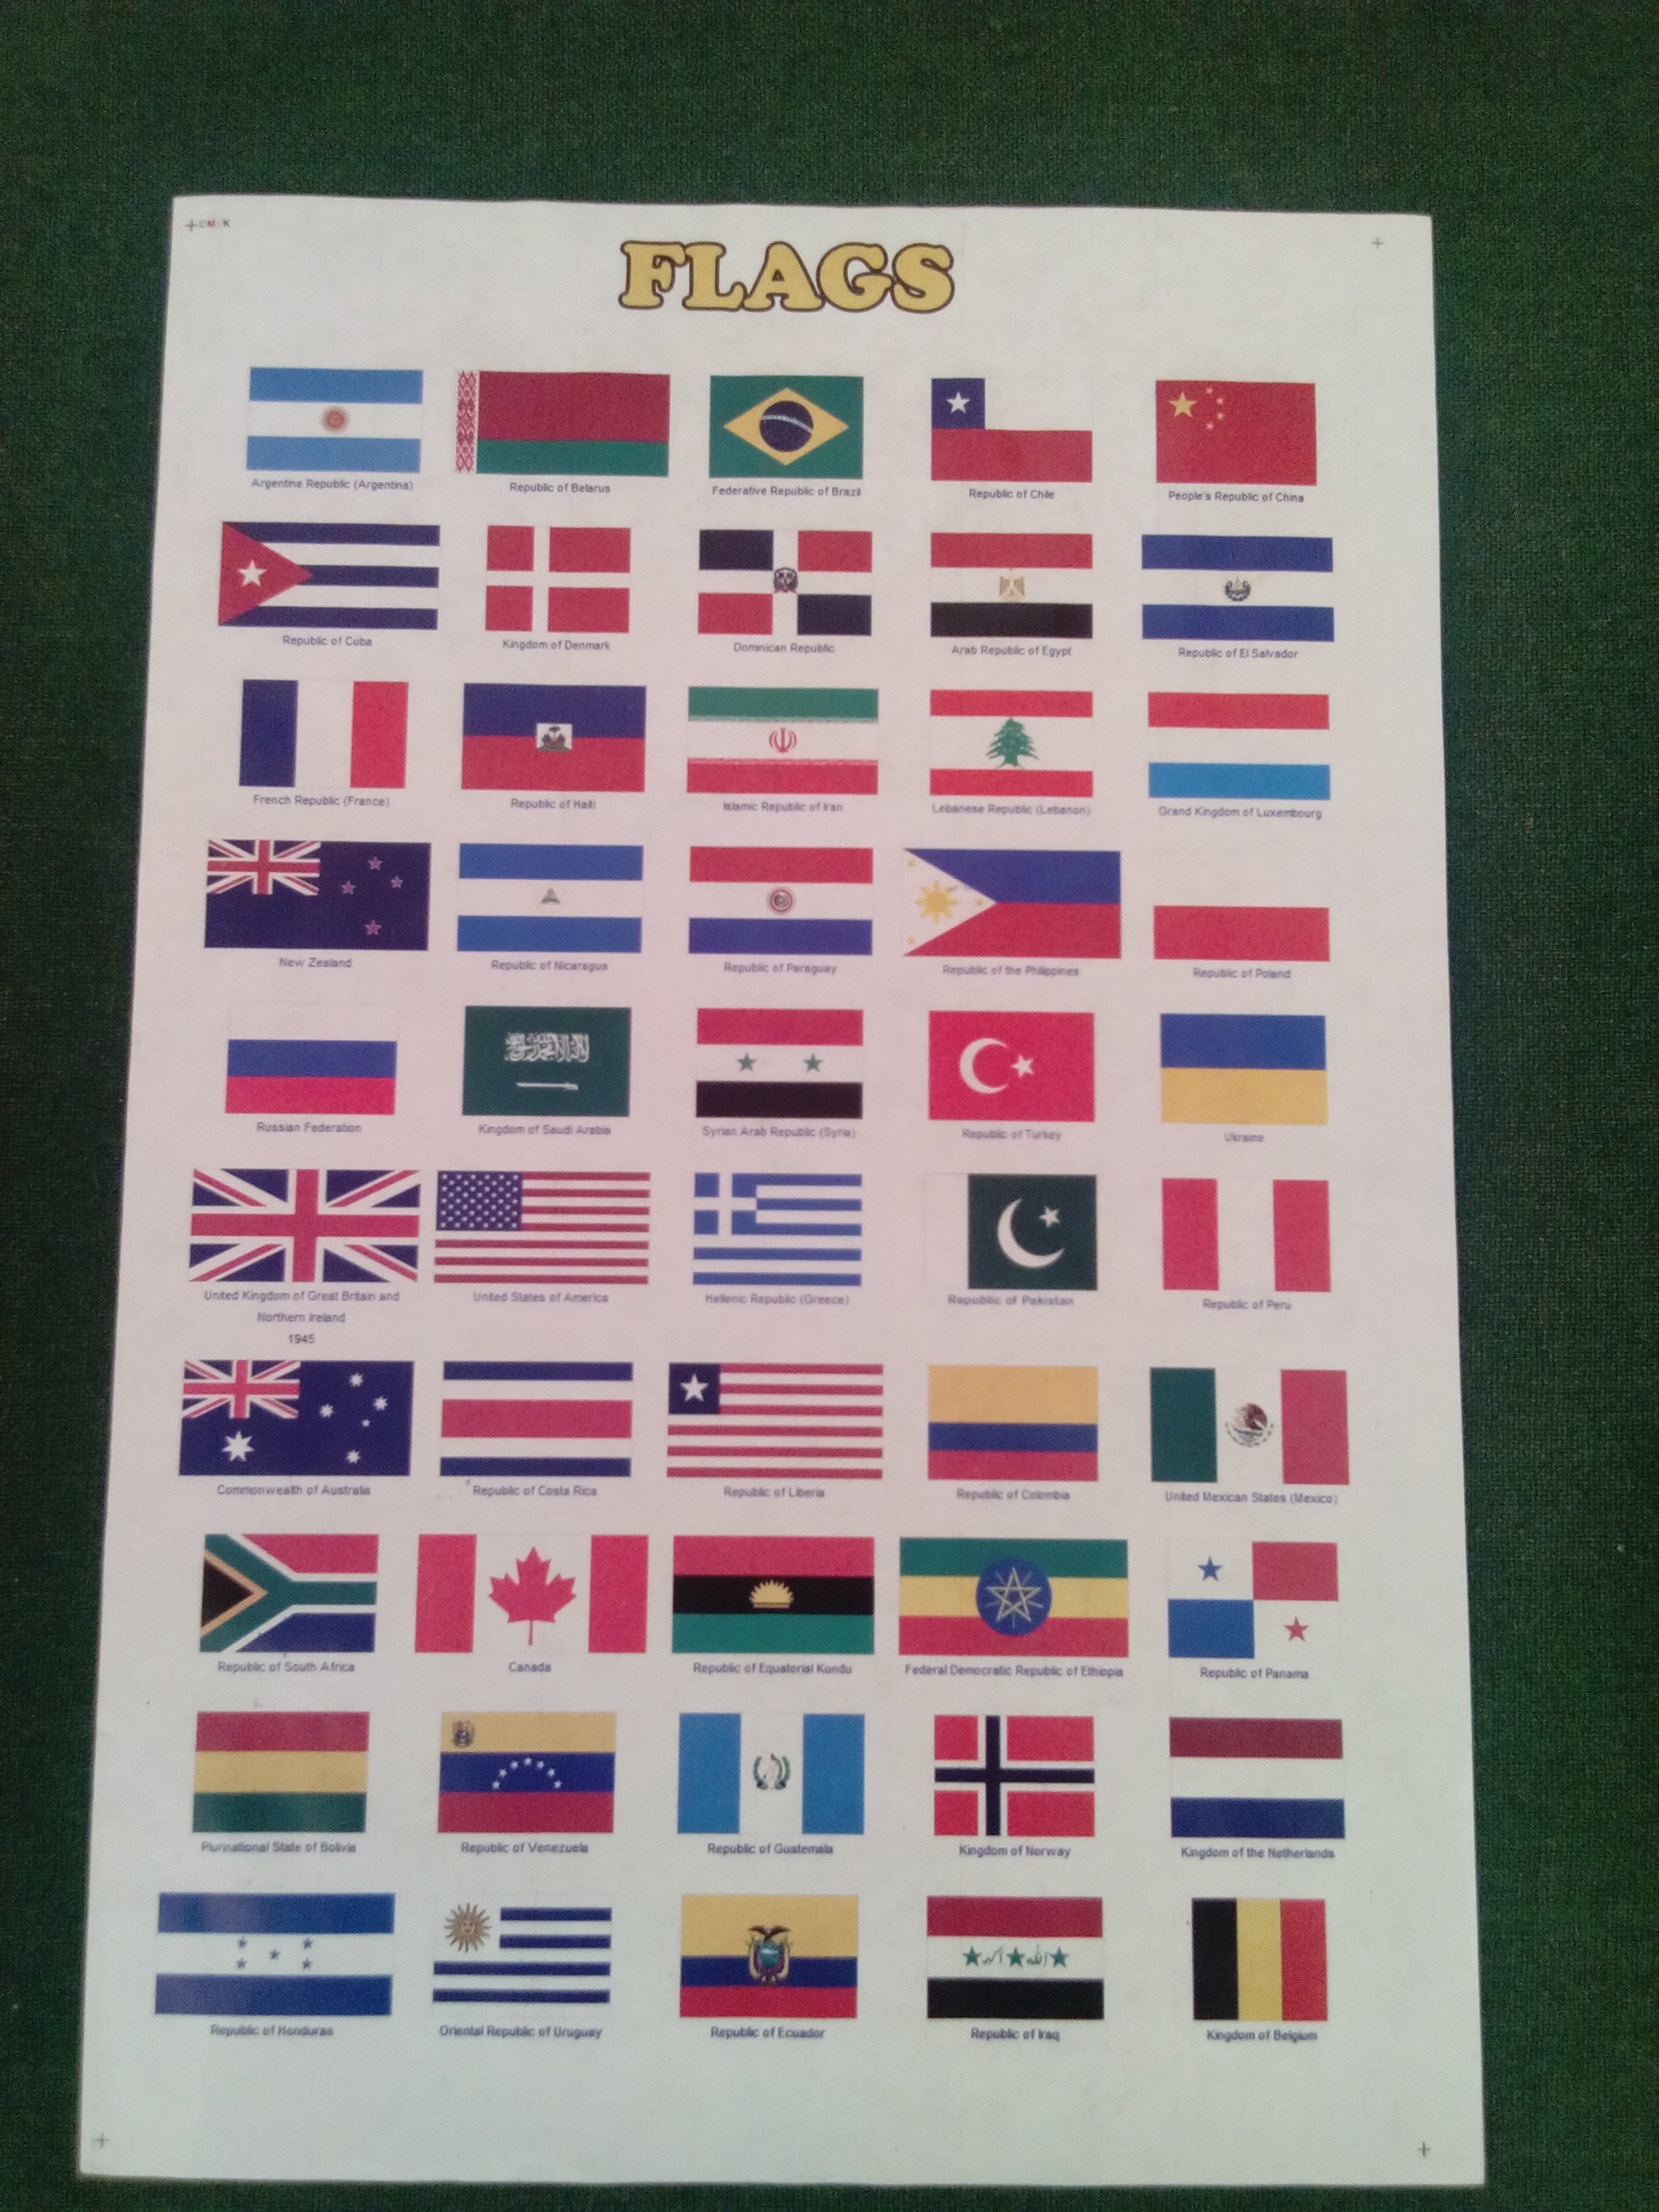 CMYK
FLAGS
Argentine Republic (Argentina)
Republic of Belarus
Federative Republic of Brazil
Republic of Chile
People's Republic of China
Republic of Cuba
Kingdom of Denmark
Dominican Republic
Arab Republic of Egypt
Republic of El Salvador
French Republic (France)
Republic of Haiti
Islamic Republic of Iran
Lebanese Republic (Lebanon)
Grand Kingdom of Luxembourg
New Zealand
Republic of Nicaragua
Republic of Paraguay
Republic of the Philippines
Republic of Poland
Russian Federation
Kingdom of Saudi Arabia
Syrian Arab Republic (Syria)
Republic of Turkey
Ukraine
United Kingdom of Great Britain and
Northern Ireland
1945
United States of America
Hellenic Republic (Greece)
Republic of Pakistan
Republic of Peru
Commonwealth of Australia
Republic of Costa Rica
Republic of Liberia
Republic of Colombia
United Mexican States (Mexico)
Republic of South Africa
Canada
Republic of Equatorial Kundu
Federal Democratic Republic of Ethiopia
Republic of Panama
Plurinational State of Bolivia
Republic of Venezuela
Republic of Guatemala
Kingdom of Norway
Kingdom of the Netherlands
Republic of Honduras
Oriental Republic of Uruguay
Republic of Ecuador
الله اكبر
Republic of Iraq
Kingdom of Belgium